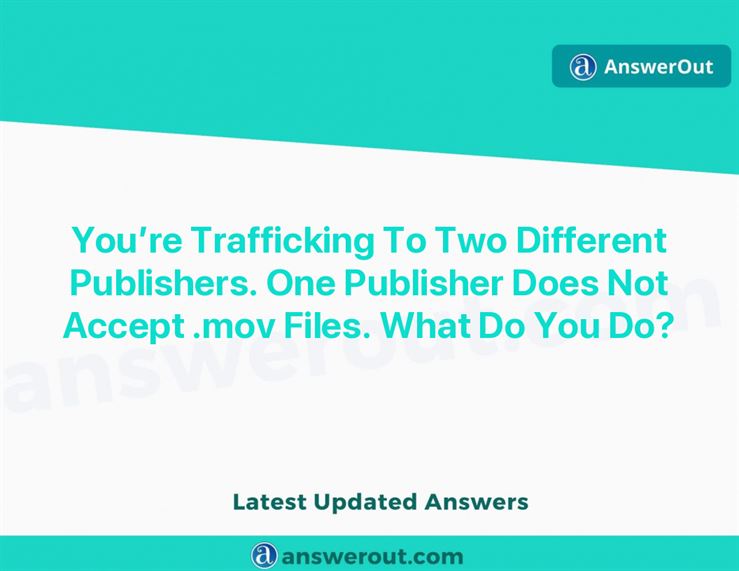 AnswerOut
You’re Trafficking To Two Different
Publishers. One Publisher Does Not
Accept .mov Files. What Do You Do?
answerout.com
Latest Updated Answers
answerout.com